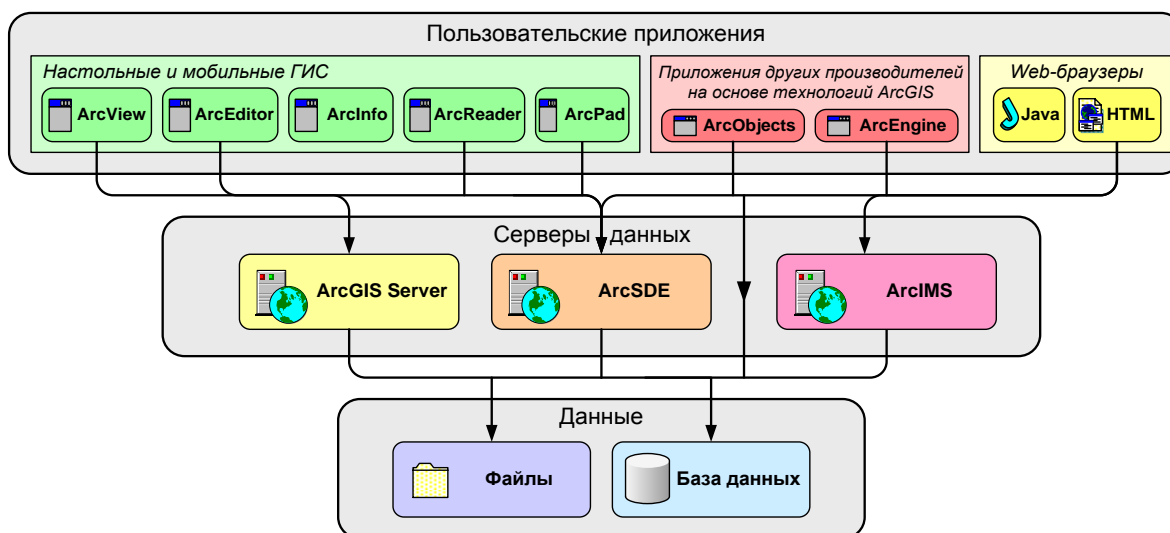 Пользовательские приложения
Настольные и мобильные ГИС
ArcView
ArcEditor
ArcInfo
ArcReader
ArcPad
Приложения других производителей
на основе технологий ArcGIS
ArcObjects
ArcEngine
Web-браузеры
Java
HTML
Серверы данных
ArcGIS Server
ArcSDE
ArcIMS
Данные
Файлы
База данных